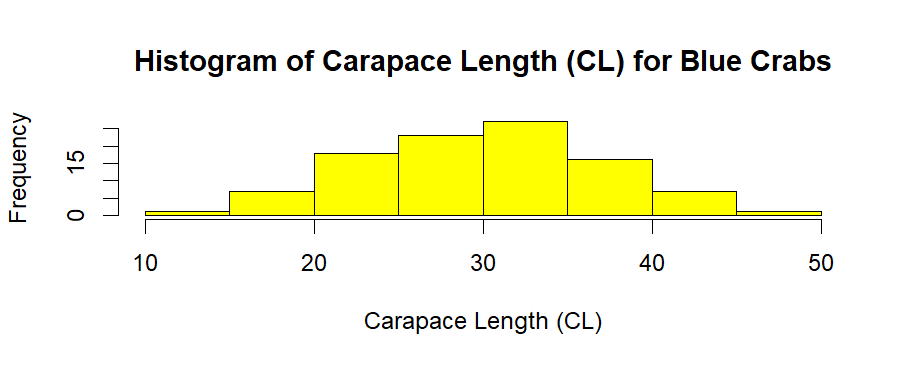 Histogram of Carapace Length (CL) for Blue Crabs
Frequency
15
0
10 20 30 40 50
Carapace Length (CL)